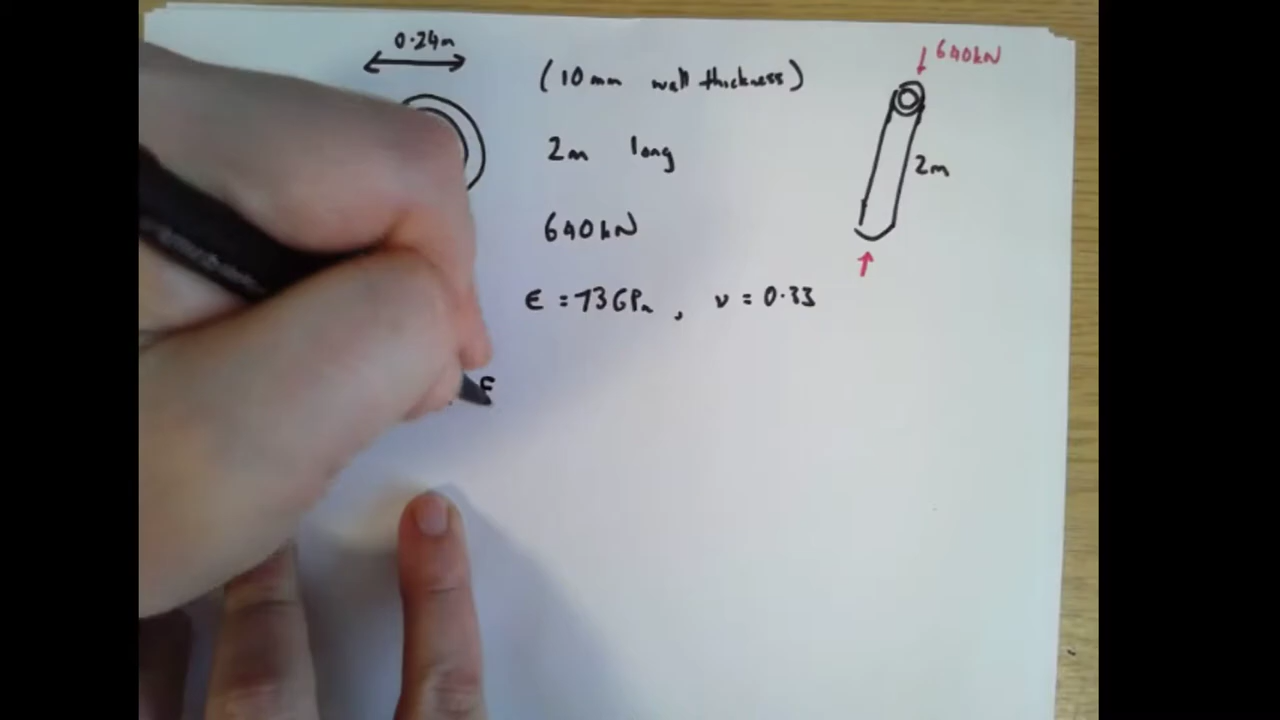 0.24m
(10mm wall thickness)
640kN
2m long
2m
640kN
E = 73GPa, ν = 0.33